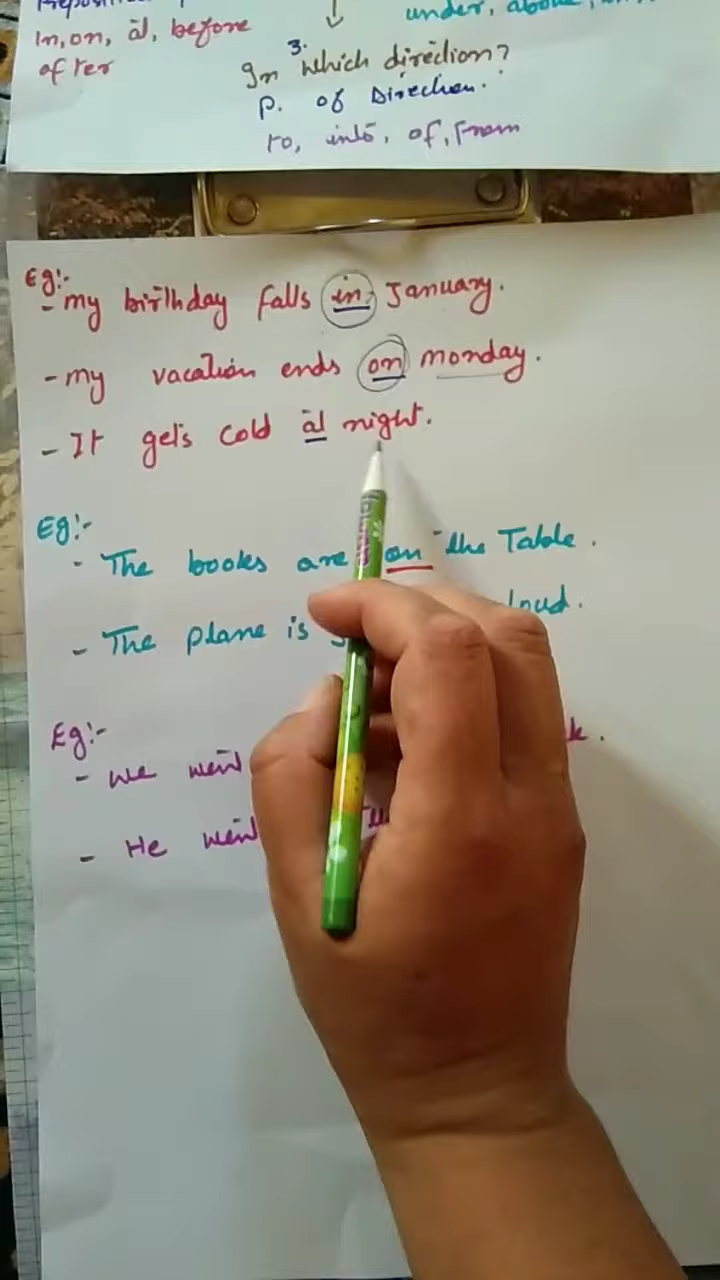 in, on, at, before
after
under, above,
3.
In which direction?
P. of Direction.
to, into, of, from
Eg:-
- my birthday falls in January.
- my vacation ends on monday.
- It gets cold at night.
Eg:-
- The books are on the Table.
- The plane is
Eg:-
- we went
- He went